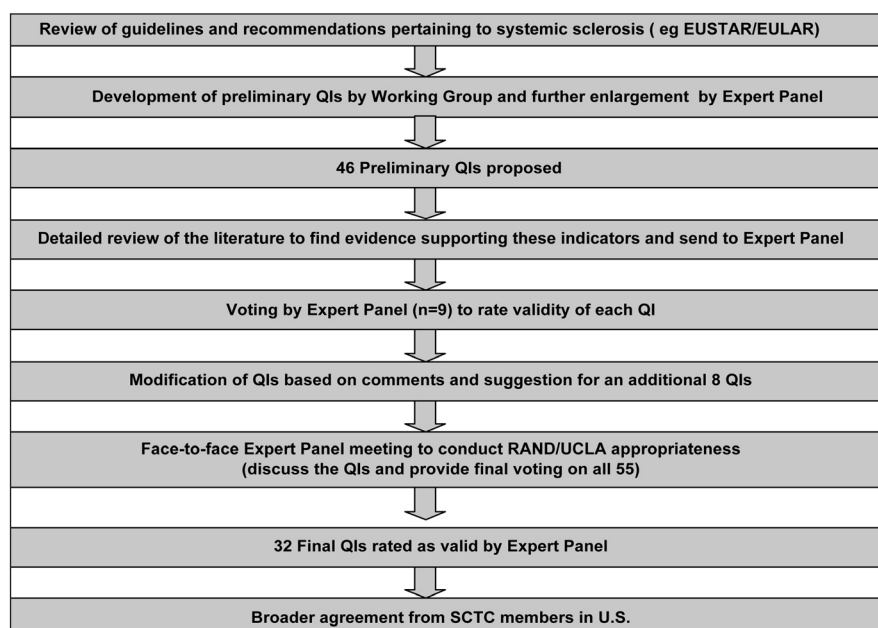 Review of guidelines and recommendations pertaining to systemic sclerosis ( eg EUSTAR/EULAR)
Development of preliminary QIs by Working Group and further enlargement by Expert Panel
46 Preliminary QIs proposed
Detailed review of the literature to find evidence supporting these indicators and send to Expert Panel
Voting by Expert Panel (n=9) to rate validity of each QI
Modification of QIs based on comments and suggestion for an additional 8 QIs
Face-to-face Expert Panel meeting to conduct RAND/UCLA appropriateness
(discuss the QIs and provide final voting on all 55)
32 Final QIs rated as valid by Expert Panel
Broader agreement from SCTC members in U.S.